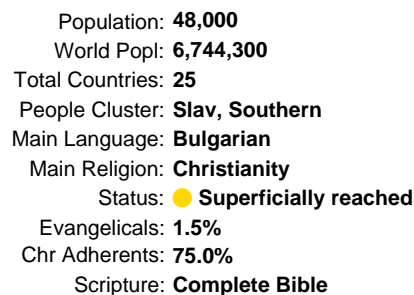 Population: 48,000
World Popl: 6,744,300
Total Countries: 25
People Cluster: Slav, Southern
Main Language: Bulgarian
Main Religion: Christianity
Status: Superficially reached
Evangelicals: 1.5%
Chr Adherents: 75.0%
Scripture: Complete Bible